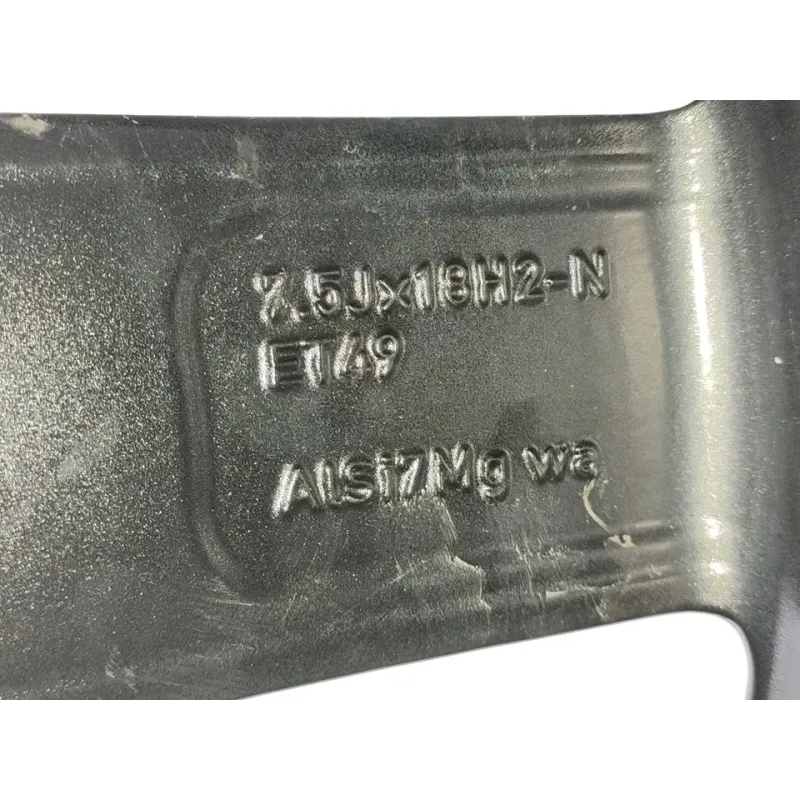 7.5Jx18H2-N
ET49
AlSi7Mg wa